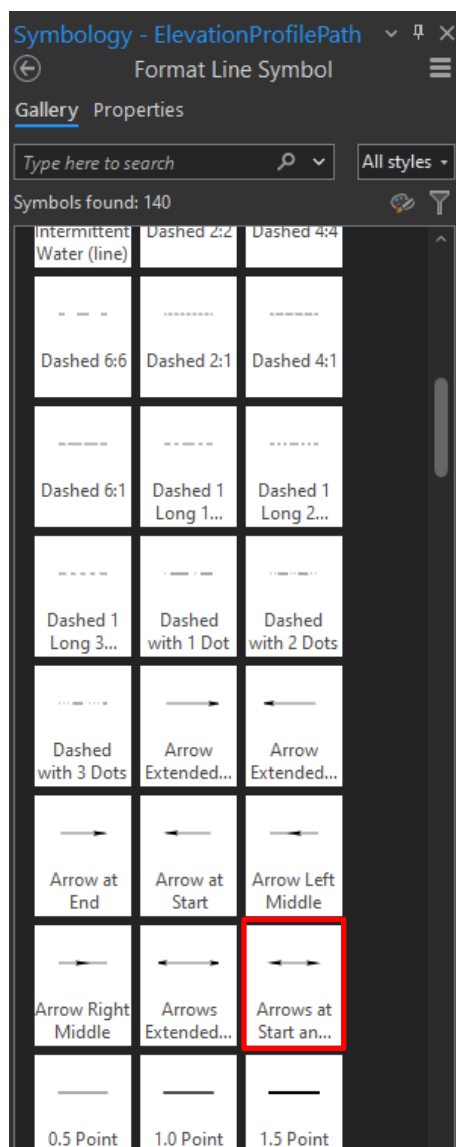 Symbology - ElevationProfilePath
Format Line Symbol
Gallery Properties
Type here to search All styles
Symbols found: 140
Intermittent Dashed 2:2 Dashed 4:4
Water (line)
Dashed 6:6 Dashed 2:1 Dashed 4:1
Dashed 6:1 Dashed 1 Dashed 1
Long 1... Long 2...
Dashed 1 Dashed Dashed
Long 3... with 1 Dot with 2 Dots
Dashed Arrow Arrow
with 3 Dots Extended... Extended...
Arrow at Arrow at Arrow Left
End Start Middle
Arrow Right Arrows Arrows at
Middle Extended... Start an...
0.5 Point 1.0 Point 1.5 Point